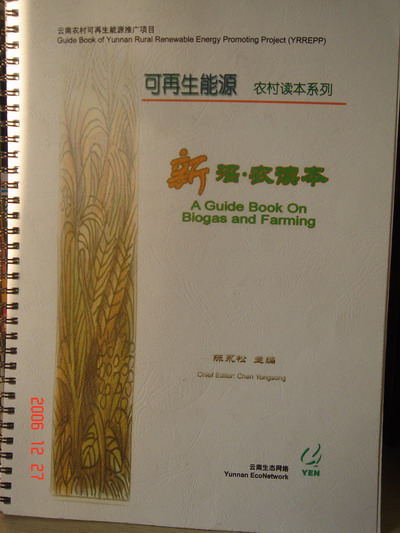 云南农村可再生能源推广项目
Guide Book of Yunnan Rural Renewable Energy Promoting Project (YRREPP)
可再生能源 农村读本系列
新沼·农读本
A Guide Book On
Biogas and Farming
陈永松 主编
Chief Editor: Chen Yongsong
云南生态网络
Yunnan EcoNetwork
YEN
2006 12 27